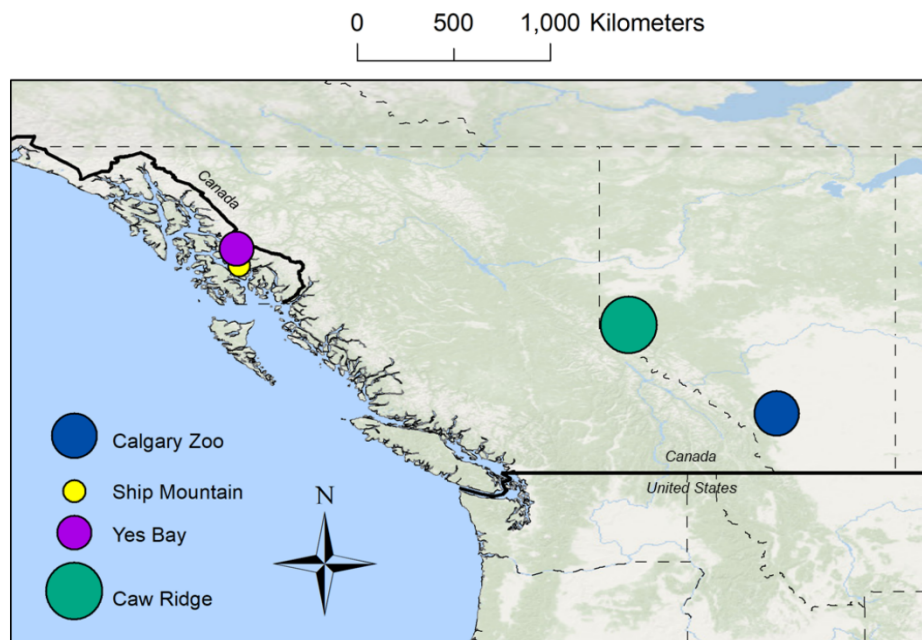 0 500 1,000 Kilometers
Canada
Calgary Zoo
Ship Mountain
Yes Bay
Caw Ridge
N
Canada
United States